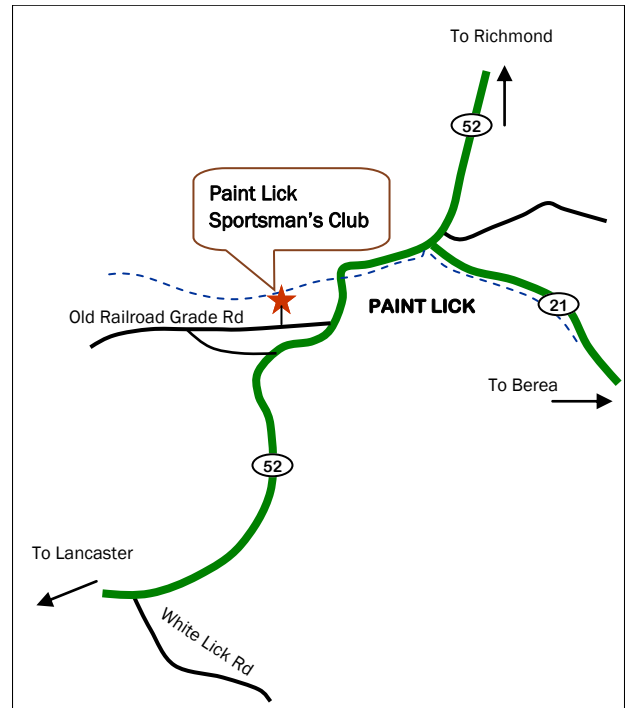 To Richmond
52
Paint Lick
Sportsman's Club
PAINT LICK
21
Old Railroad Grade Rd
To Berea
52
To Lancaster
White Lick Rd